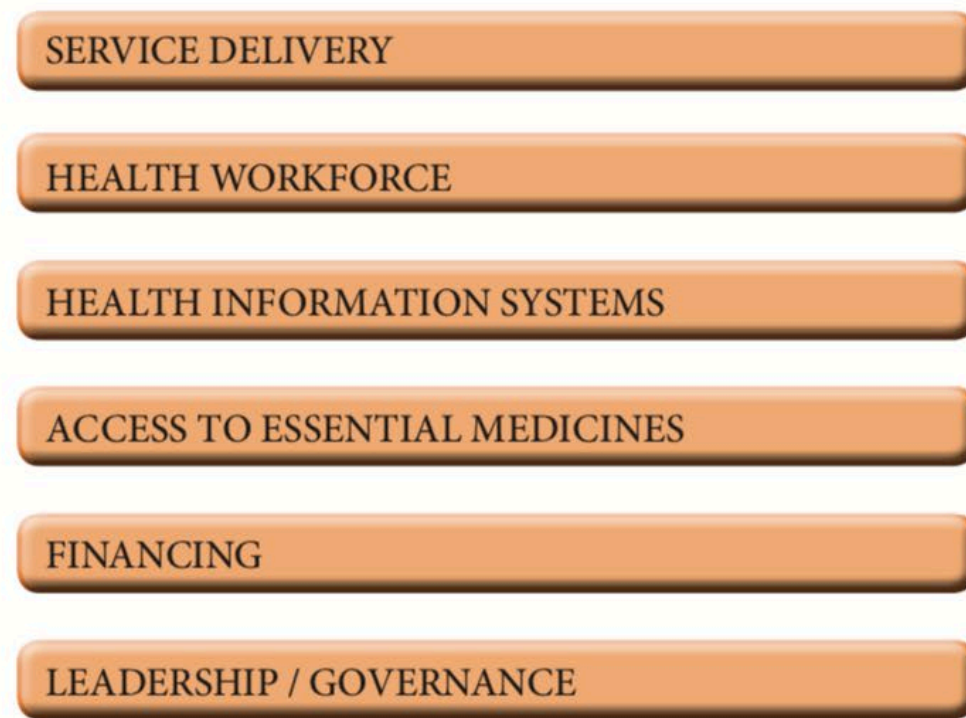 SERVICE DELIVERY
HEALTH WORKFORCE
HEALTH INFORMATION SYSTEMS
ACCESS TO ESSENTIAL MEDICINES
FINANCING
LEADERSHIP / GOVERNANCE